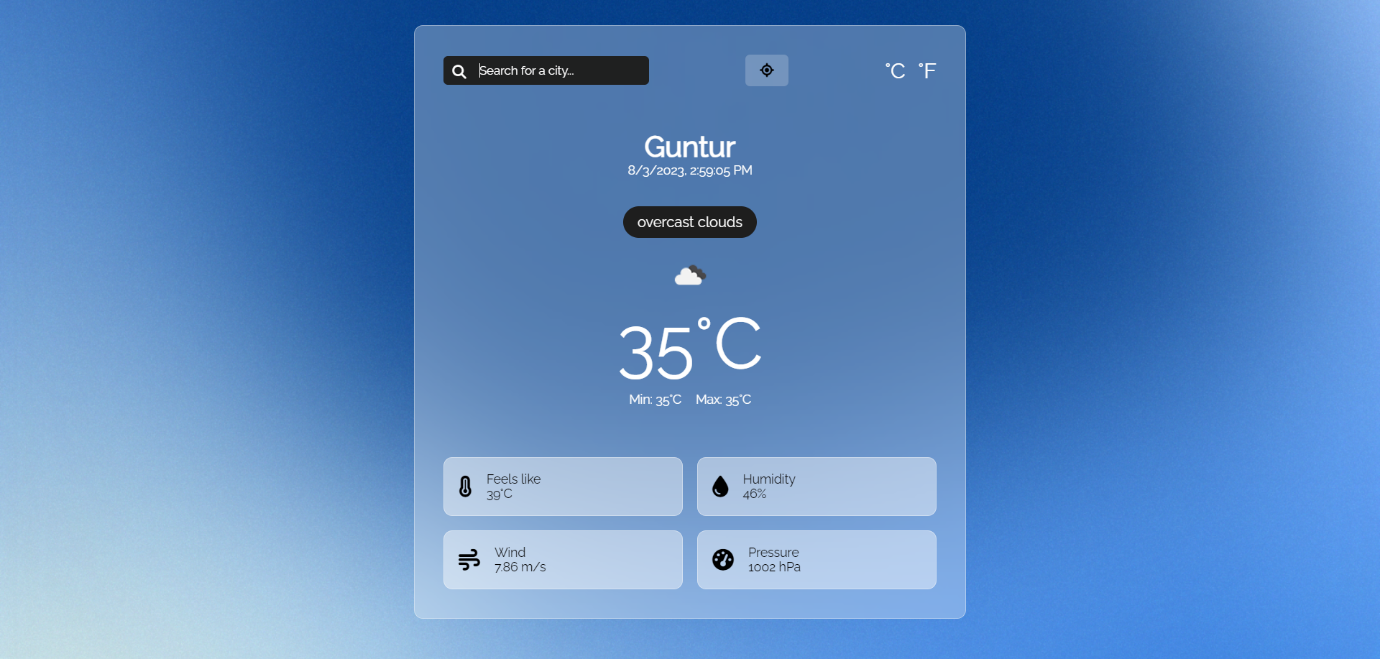 Search for a city...
°C °F
Guntur
8/3/2023, 2:59:05 PM
overcast clouds
35°C
Min: 35°C Max: 35°C
Feels like
39°C
Humidity
46%
Wind
7.86 m/s
Pressure
1002 hPa